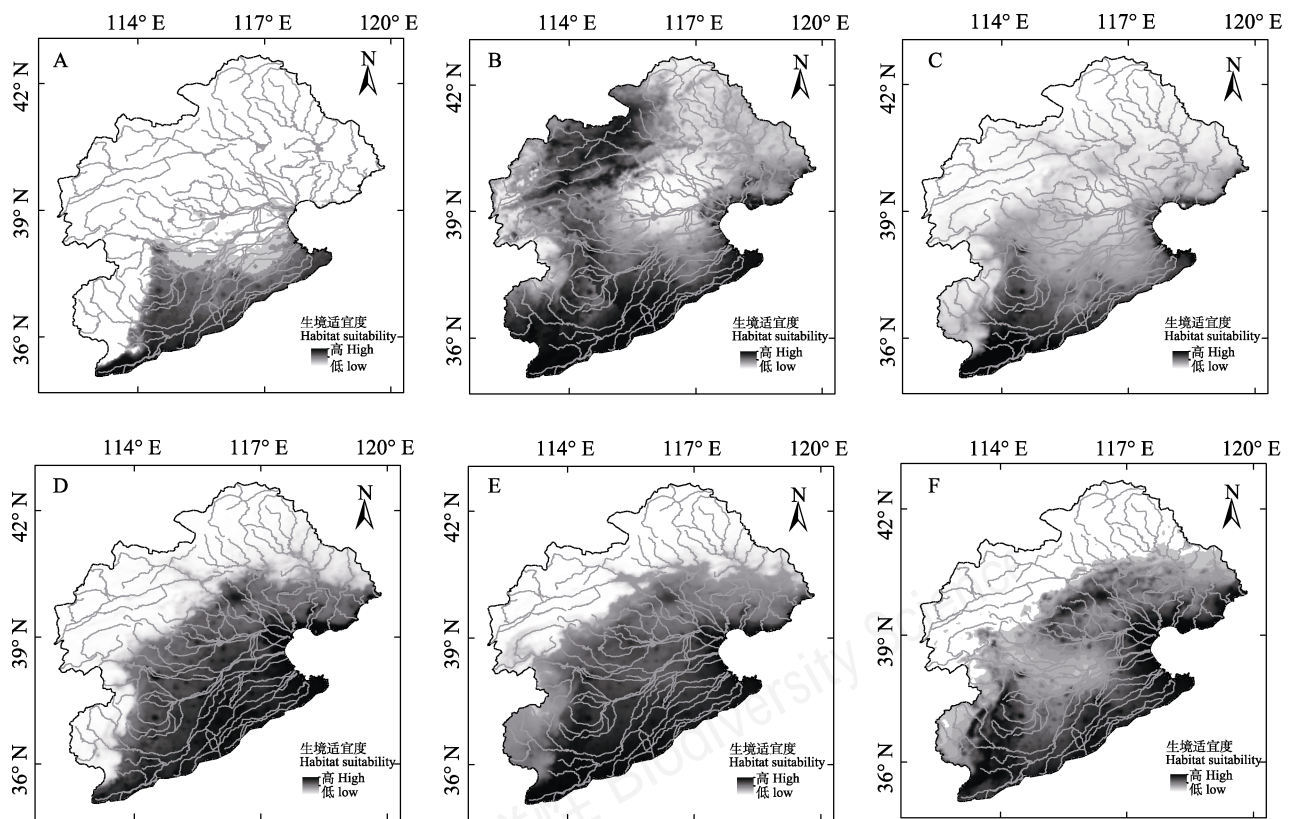 114° E 117° E 120° E
114° E 117° E 120° E
114° E 117° E 120° E
A
N
42° N
39° N
36° N
生境适宜度
Habitat suitability
高 High
低 low
B
N
42° N
39° N
36° N
生境适宜度
Habitat suitability
高 High
低 low
C
N
42° N
39° N
36° N
生境适宜度
Habitat suitability
高 High
低 low
114° E 117° E 120° E
114° E 117° E 120° E
114° E 117° E 120° E
D
N
42° N
39° N
36° N
生境适宜度
Habitat suitability
高 High
低 low
E
N
42° N
39° N
36° N
生境适宜度
Habitat suitability
高 High
低 low
F
N
42° N
39° N
36° N
生境适宜度
Habitat suitability
高 High
低 low
Biodiversity